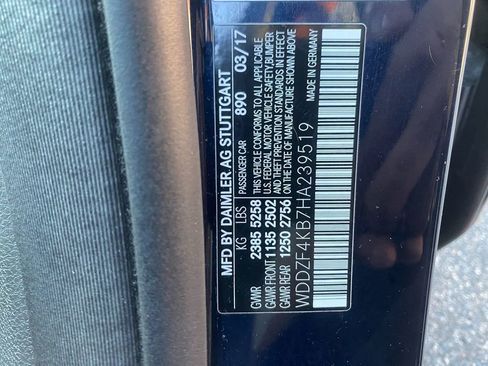 MFD BY DAIMLER AG STUTTGART
PASSENGER CAR 890 03/17
KG LBS
GAWR 2385 5258
GAWR FRONT 1135 2502
GAWR REAR 1250 2756
THIS VEHICLE CONFORMS TO ALL APPLICABLE
U.S. FEDERAL MOTOR VEHICLE SAFETY, BUMPER
AND THEFT PREVENTION STANDARDS IN EFFECT
ON THE DATE OF MANUFACTURE SHOWN ABOVE
WDDZF4KB7HA239519
MADE IN GERMANY